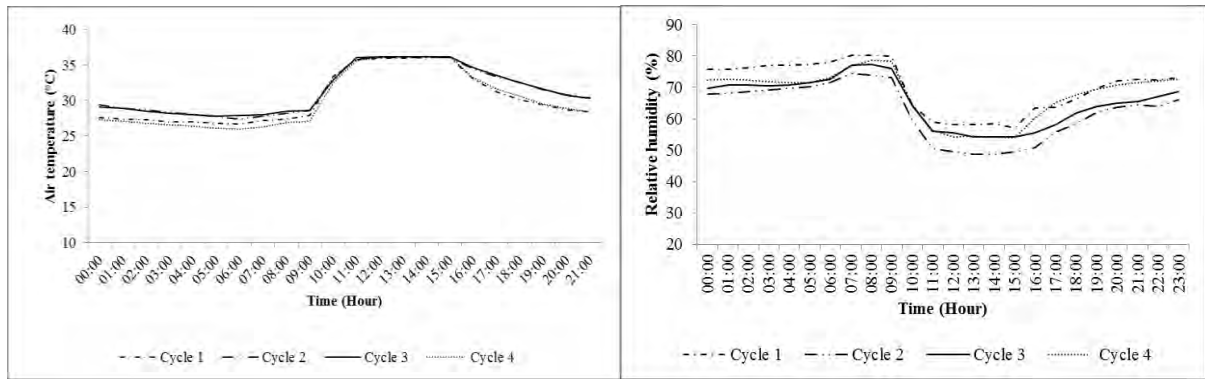 40
35
30
25
20
15
10
Air temperature (°C)
00:00 01:00 02:00 03:00 04:00 05:00 06:00 07:00 08:00 09:00 10:00 11:00 12:00 13:00 14:00 15:00 16:00 17:00 18:00 19:00 20:00 21:00
Time (Hour)
Cycle 1 Cycle 2 Cycle 3 Cycle 4
90
80
70
60
50
40
30
20
Relative humidity (%)
00:00 01:00 02:00 03:00 04:00 05:00 06:00 07:00 08:00 09:00 10:00 11:00 12:00 13:00 14:00 15:00 16:00 17:00 18:00 19:00 20:00 21:00 22:00 23:00
Time (Hour)
Cycle 1 Cycle 2 Cycle 3 Cycle 4